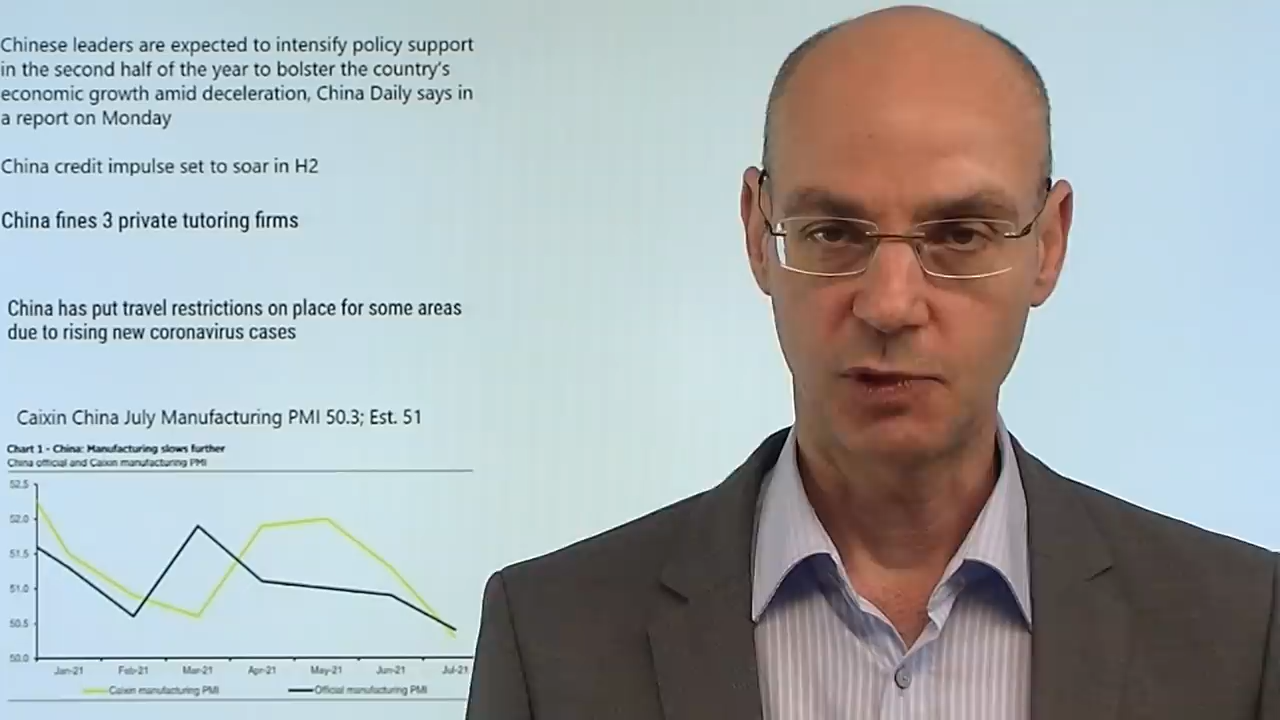 Chinese leaders are expected to intensify policy support
in the second half of the year to bolster the country's
economic growth amid deceleration, China Daily says in
a report on Monday
China credit impulse set to soar in H2
China fines 3 private tutoring firms
China has put travel restrictions on place for some areas
due to rising new coronavirus cases
Caixin China July Manufacturing PMI 50.3; Est. 51
Chart 1 - China: Manufacturing slows further
China official and Caixin manufacturing PMI
52.5
52.0
51.5
51.0
50.5
50.0
Jan-21 Feb-21 Mar-21 Apr-21 May-21 Jun-21 Jul-21
Caixin manufacturing PMI Official manufacturing PMI